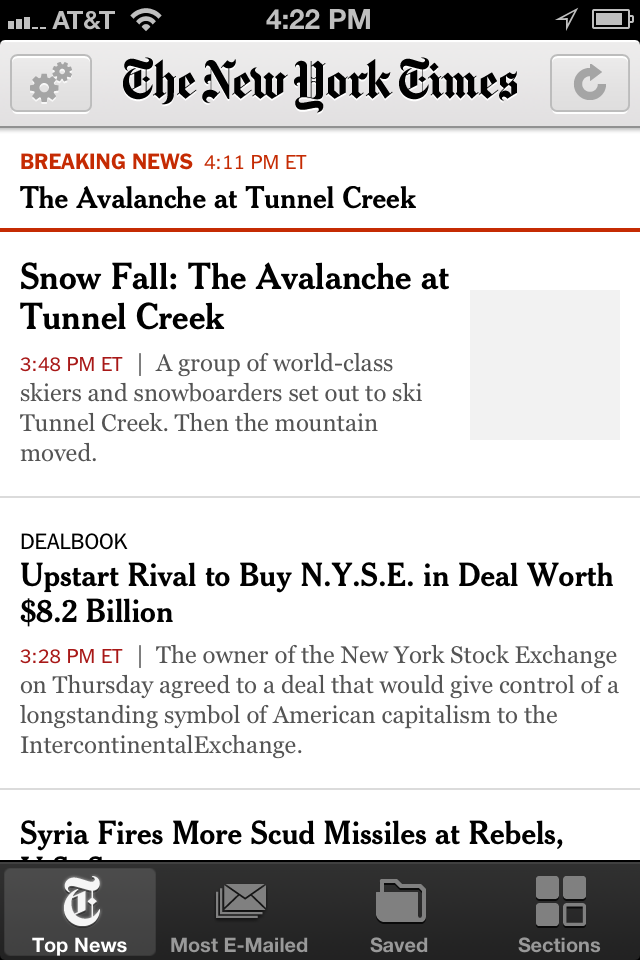 AT&T 4:22 PM
The New York Times
BREAKING NEWS 4:11 PM ET
The Avalanche at Tunnel Creek
Snow Fall: The Avalanche at
Tunnel Creek
3:48 PM ET | A group of world-class
skiers and snowboarders set out to ski
Tunnel Creek. Then the mountain
moved.
DEALBOOK
Upstart Rival to Buy N.Y.S.E. in Deal Worth
$8.2 Billion
3:28 PM ET | The owner of the New York Stock Exchange
on Thursday agreed to a deal that would give control of a
longstanding symbol of American capitalism to the
IntercontinentalExchange.
Syria Fires More Scud Missiles at Rebels,
T
Top News Most E-Mailed Saved Sections